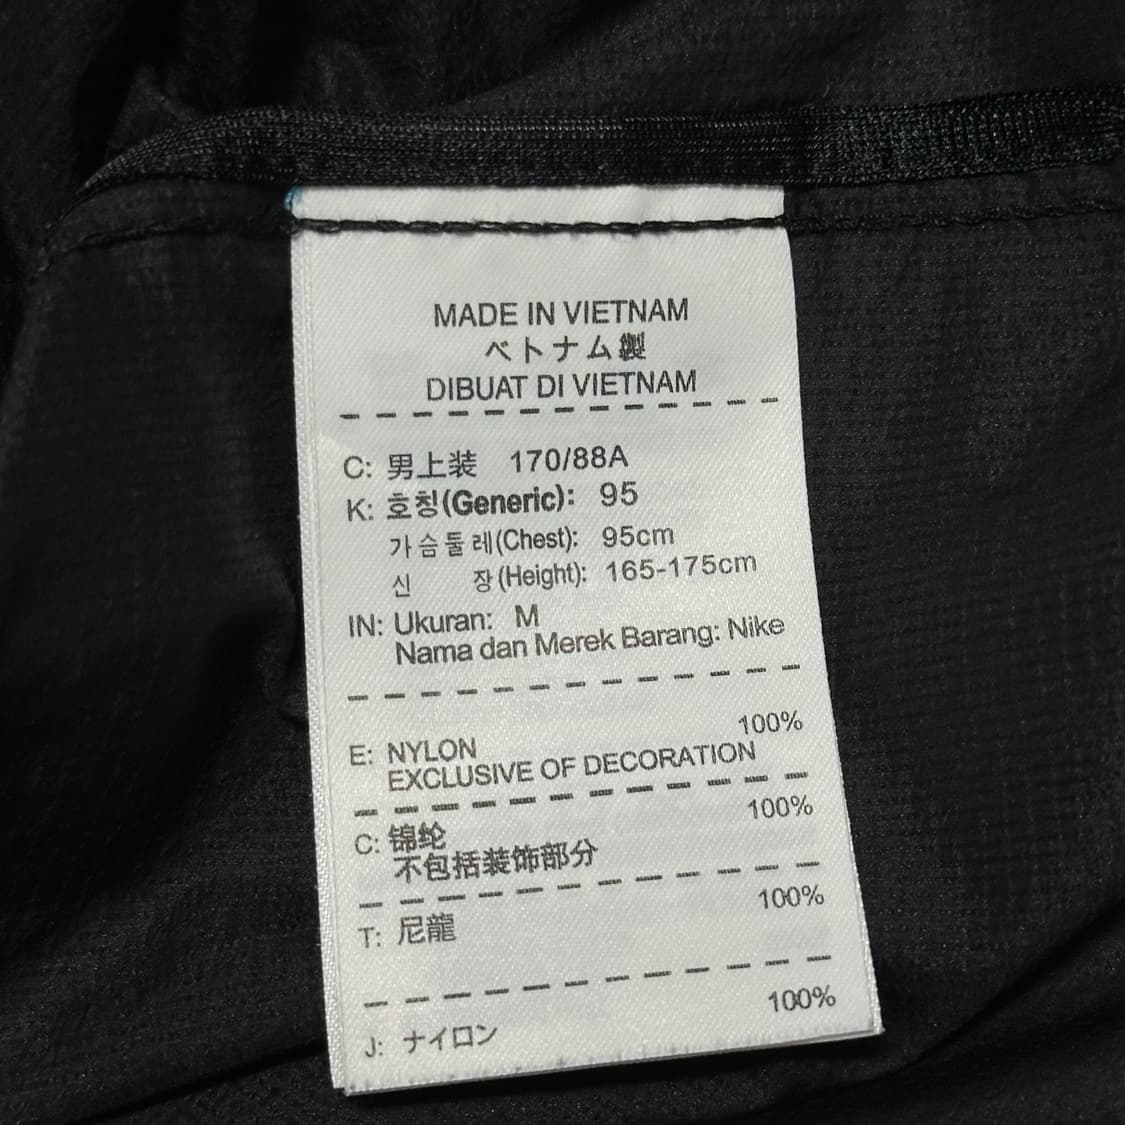 MADE IN VIETNAM
ベトナム製
DIBUAT DI VIETNAM
C: 男上装 170/88A
K: 호칭(Generic): 95
가슴둘레(Chest): 95cm
신 장(Height): 165-175cm
IN: Ukuran: M
Nama dan Merek Barang: Nike
E: NYLON 100%
EXCLUSIVE OF DECORATION
C: 锦纶 100%
不包括装饰部分
T: 尼龍 100%
J: ナイロン 100%